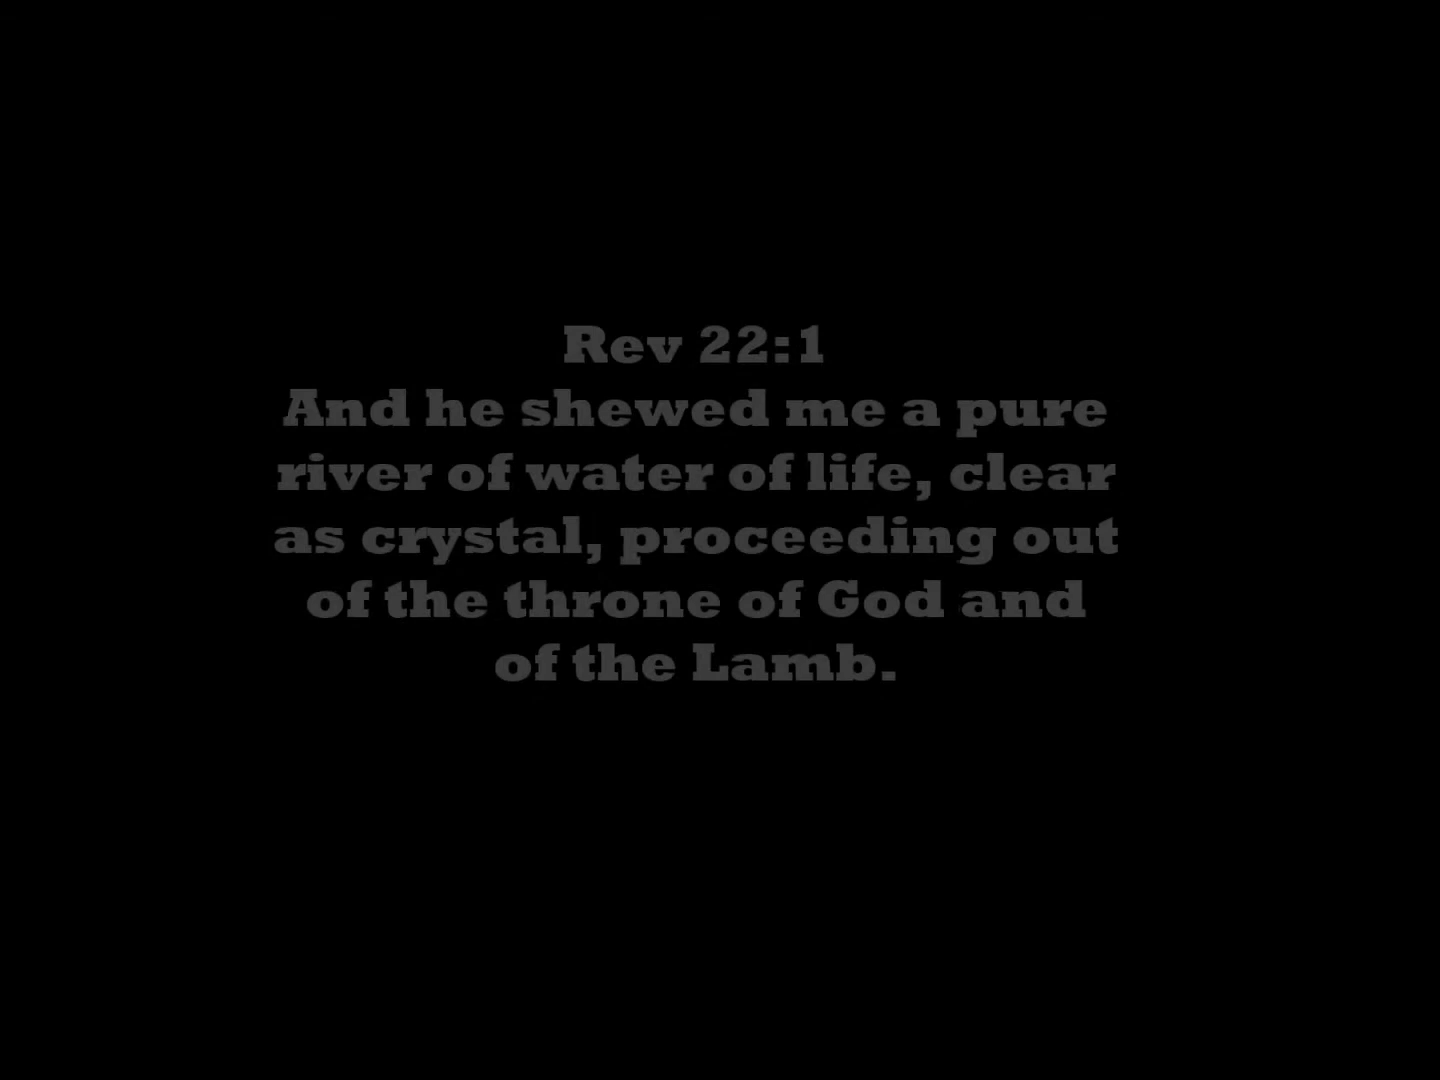 Rev 22:1
And he shewed me a pure
river of water of life, clear
as crystal, proceeding out
of the throne of God and
of the Lamb.